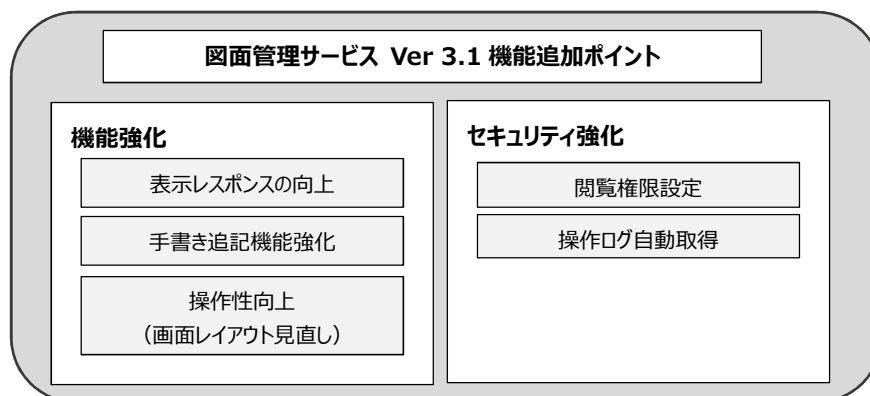 図面管理サービス Ver 3.1 機能追加ポイント
機能強化
表示レスポンスの向上
手書き追記機能強化
操作性向上
（画面レイアウト見直し）
セキュリティ強化
閲覧権限設定
操作ログ自動取得